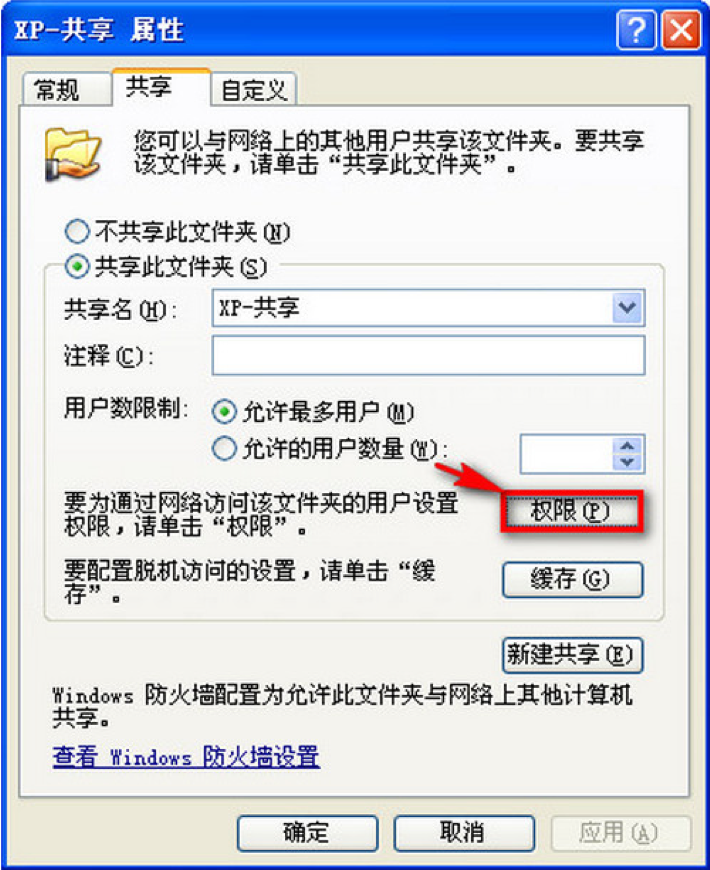 XP-共享 属性
常规 共享 自定义
您可以与网络上的其他用户共享该文件夹。要共享
该文件夹，请单击“共享此文件夹”。
不共享此文件夹(N)
共享此文件夹(S)
共享名(H): XP-共享
注释(C):
用户数限制: 允许最多用户(M)
允许的用户数量(W):
要为通过网络访问该文件夹的用户设置
权限，请单击“权限”。
权限(P)
要配置脱机访问的设置，请单击“缓
存”。
缓存(G)
新建共享(E)
Windows 防火墙配置为允许此文件夹与网络上其他计算机
共享。
查看 Windows 防火墙设置
确定 取消 应用(A)